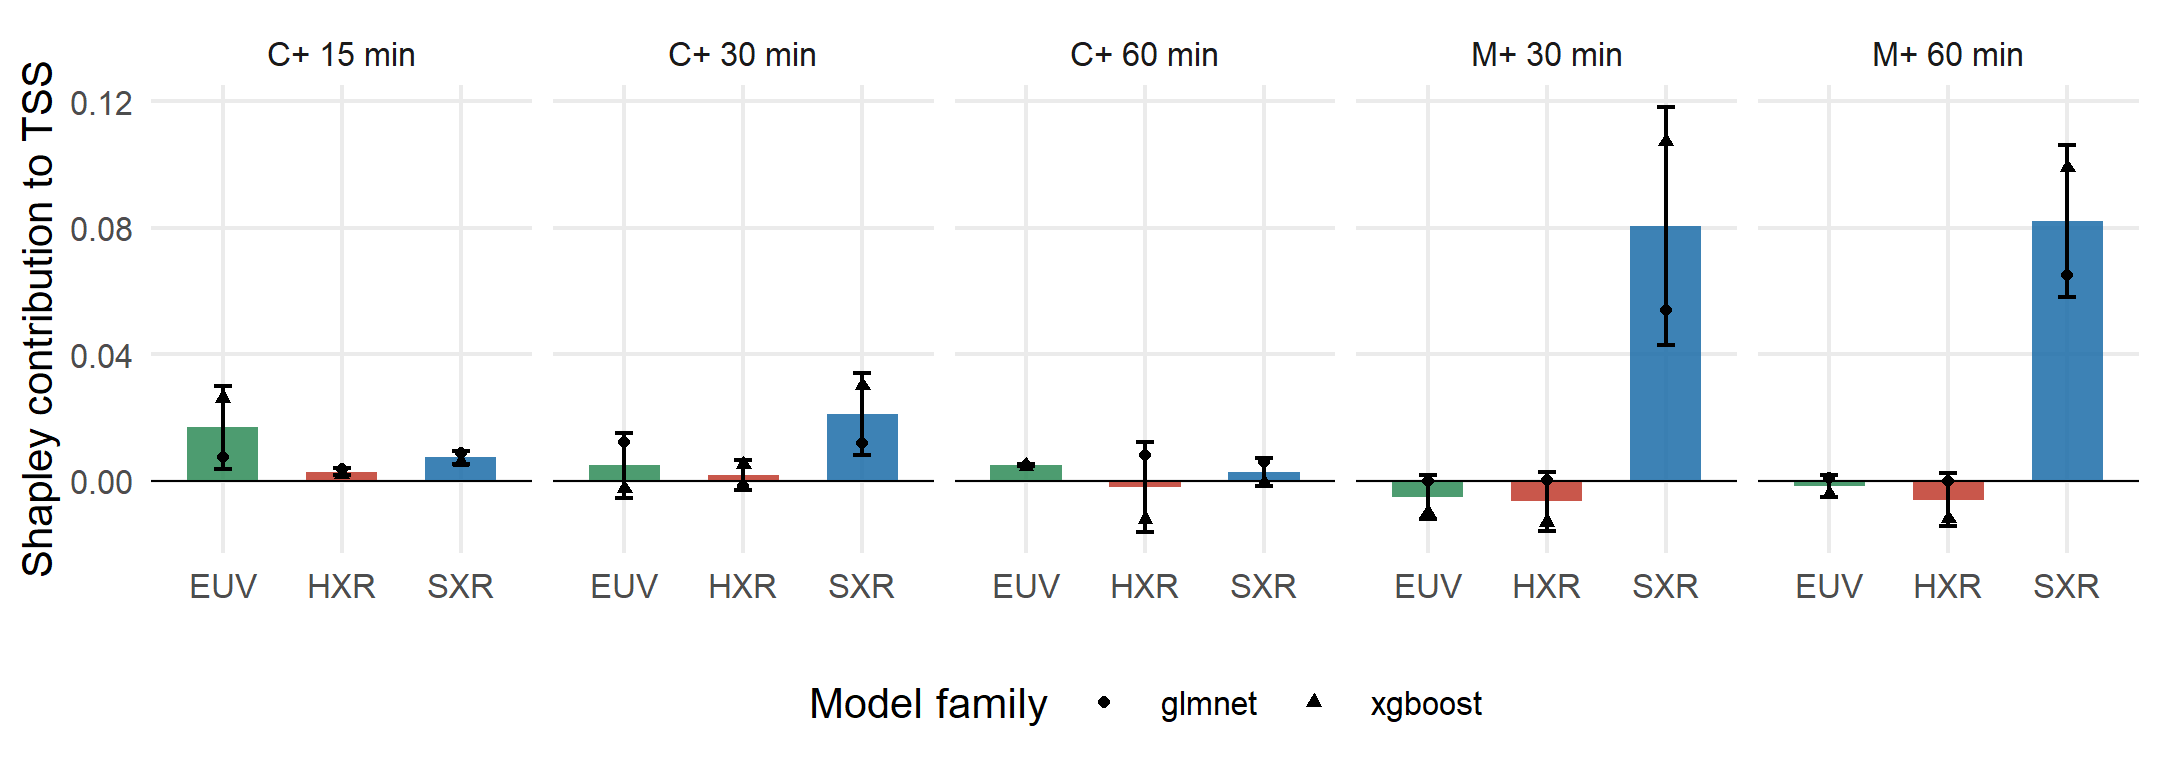 C+ 15 min
C+ 30 min
C+ 60 min
M+ 30 min
M+ 60 min
Shapley contribution to TSS
0.12
0.08
0.04
0.00
EUV HXR SXR
EUV HXR SXR
EUV HXR SXR
EUV HXR SXR
EUV HXR SXR
Model family glmnet xgboost